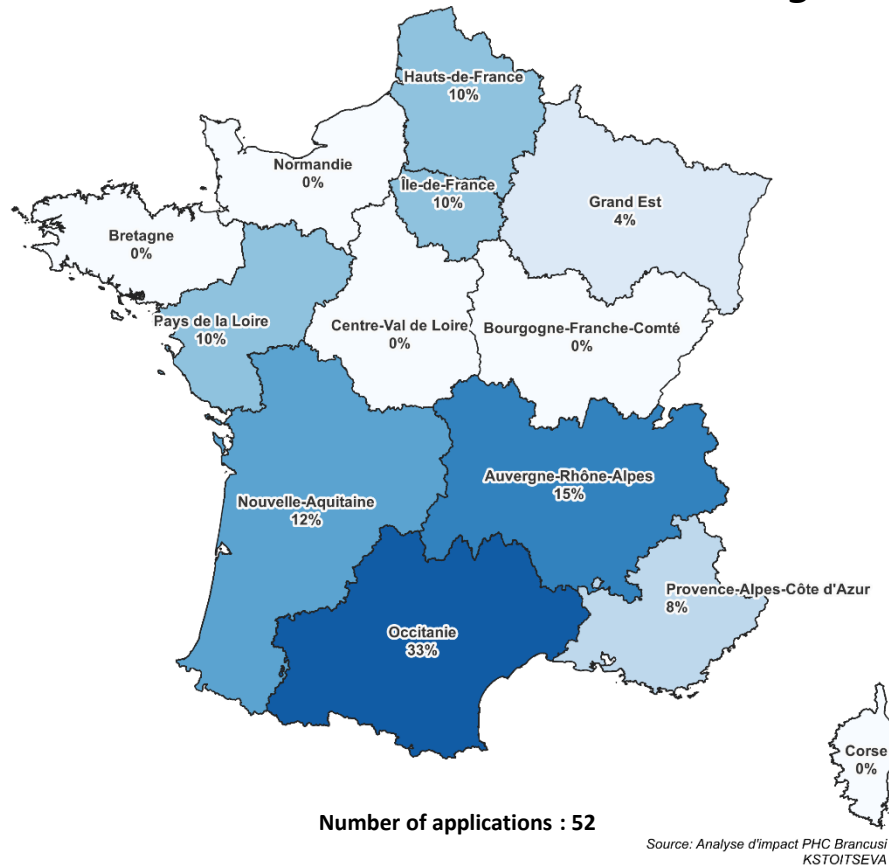 Hauts-de-France
10%
Normandie
0%
Île-de-France
10%
Grand Est
4%
Bretagne
0%
Pays de la Loire
10%
Centre-Val de Loire
0%
Bourgogne-Franche-Comté
0%
Auvergne-Rhône-Alpes
15%
Nouvelle-Aquitaine
12%
Provence-Alpes-Côte d'Azur
8%
Occitanie
33%
Corse
0%
Number of applications : 52
Source: Analyse d'impact PHC Brancusi
KSTOITSEVA